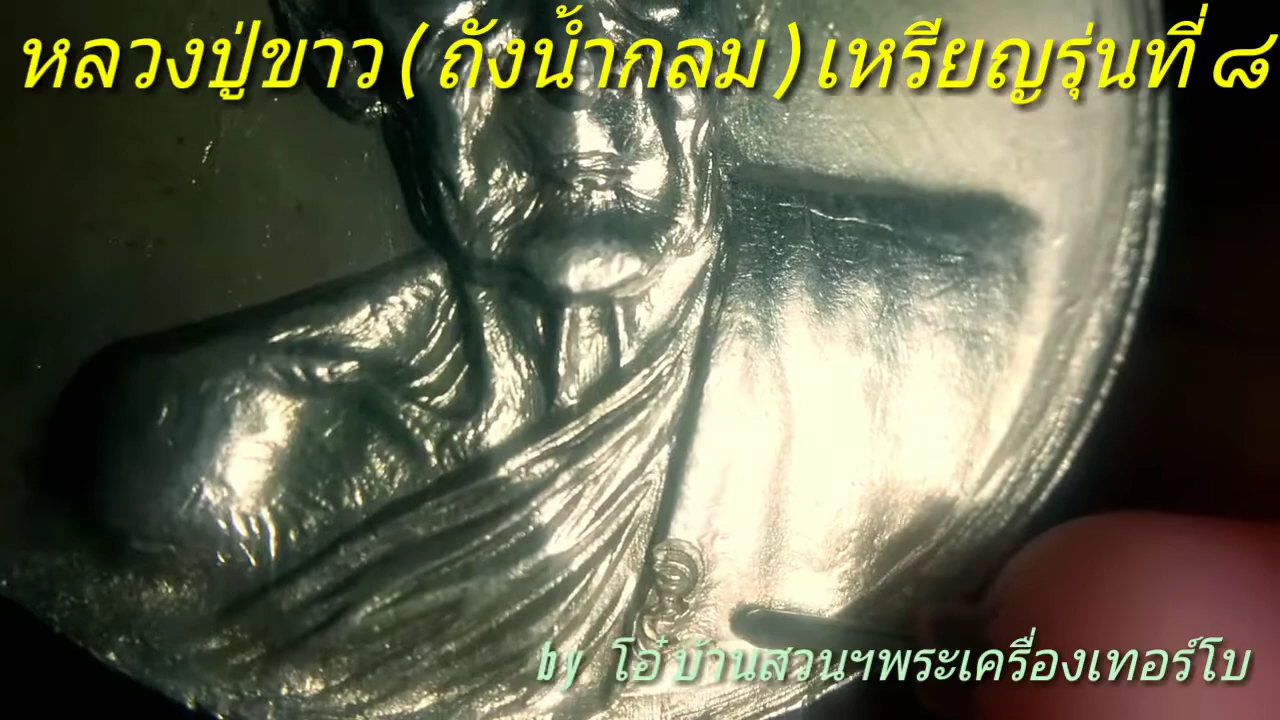 หลวงปู่ขาว(ถังน้ำกลม)เหรียญรุ่นที่ ๘
by โอ๋ บ้านสวนฯพระเครื่องเทอร์โบ